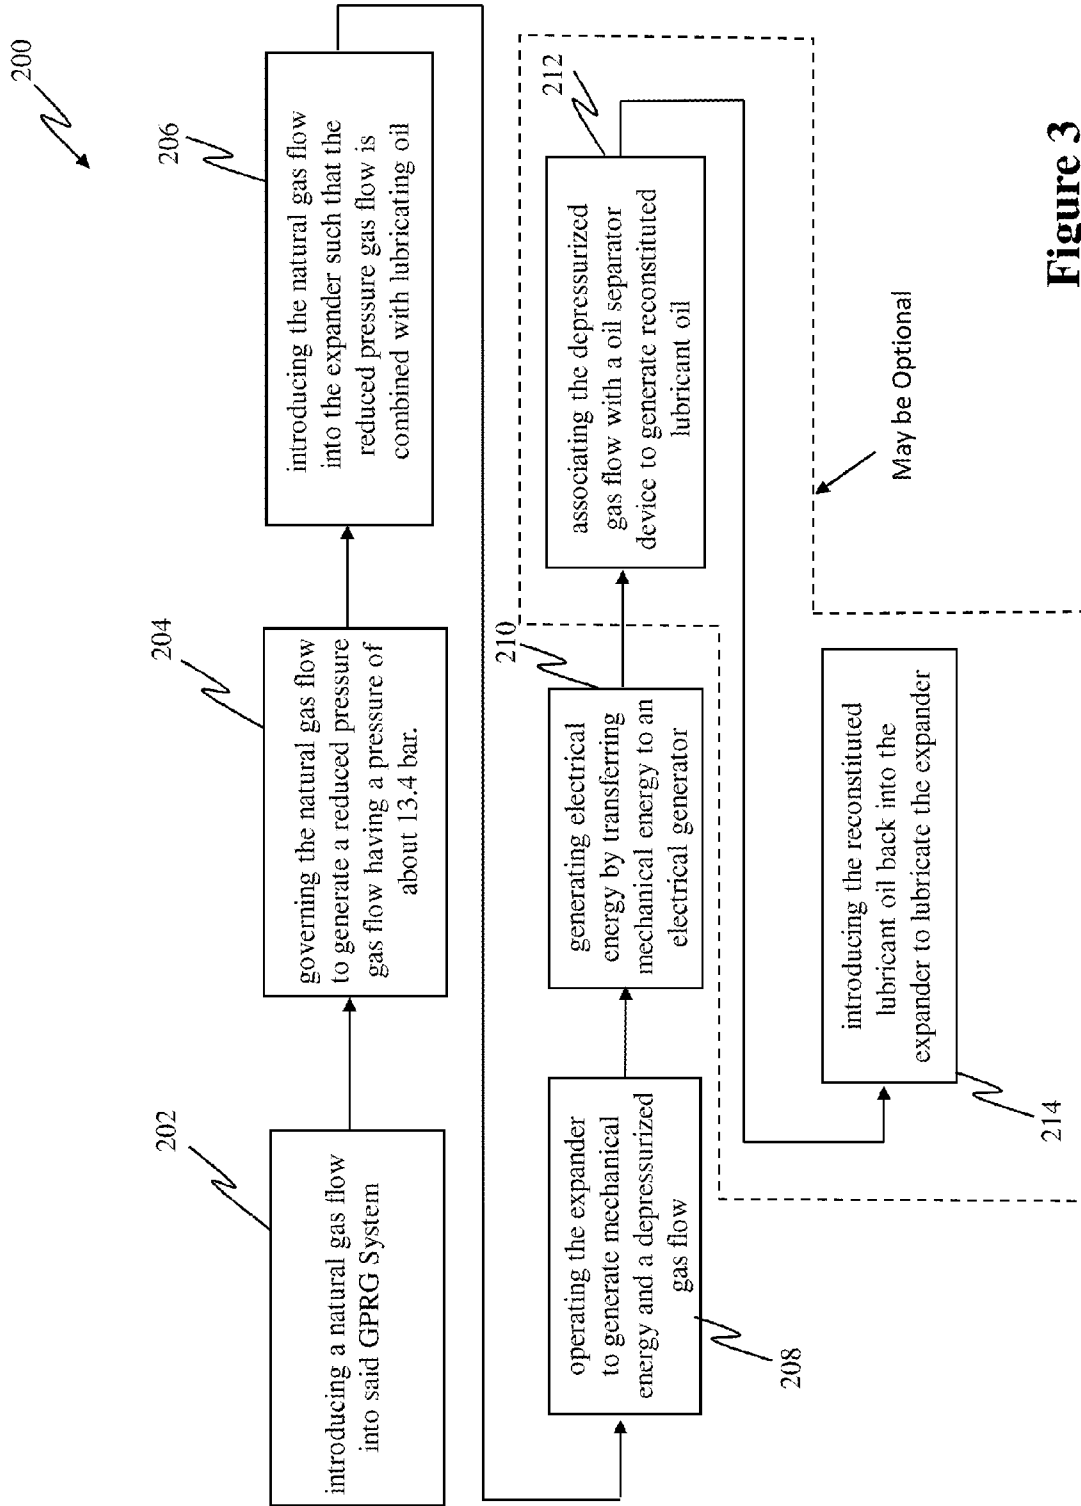 200
202
introducing a natural gas flow
into said GPRG System
204
governing the natural gas flow
to generate a reduced pressure
gas flow having a pressure of
about 13.4 bar.
206
introducing the natural gas flow
into the expander such that the
reduced pressure gas flow is
combined with lubricating oil
operating the expander
to generate mechanical
energy and a depressurized
gas flow
208
210
generating electrical
energy by transferring
mechanical energy to an
electrical generator
212
associating the depressurized
gas flow with a oil separator
device to generate reconstituted
lubricant oil
introducing the reconstituted
lubricant oil back into the
expander to lubricate the expander
214
May be Optional
Figure 3